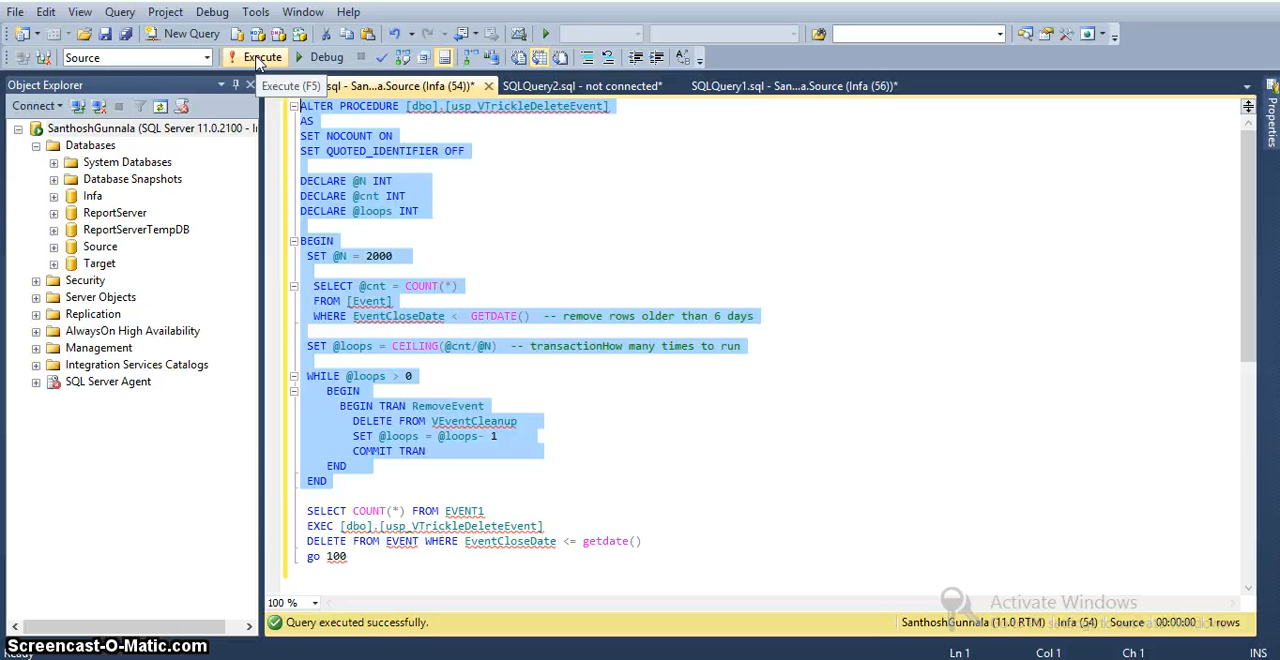 File Edit View Query Project Debug Tools Window Help
New Query
Source Execute Debug
Object Explorer
Execute (F5)
.sql - San...a.Source (Infa (54))* SQLQuery2.sql - not connected* SQLQuery1.sql - San...a.Source (Infa (56))*
Properties
Connect
SanthoshGunnala (SQL Server 11.0.2100 - In
Databases
System Databases
Database Snapshots
Infa
ReportServer
ReportServerTempDB
Source
Target
Security
Server Objects
Replication
AlwaysOn High Availability
Management
Integration Services Catalogs
SQL Server Agent
ALTER PROCEDURE [dbo].[usp_VTrickleDeleteEvent]
AS
SET NOCOUNT ON
SET QUOTED_IDENTIFIER OFF
DECLARE @N INT
DECLARE @cnt INT
DECLARE @loops INT
BEGIN
SET @N = 2000
SELECT @cnt = COUNT(*)
FROM [Event]
WHERE EventCloseDate < GETDATE() -- remove rows older than 6 days
SET @loops = CEILING(@cnt/@N) -- transactionHow many times to run
WHILE @loops > 0
BEGIN
BEGIN TRAN RemoveEvent
DELETE FROM VEventCleanup
SET @loops = @loops- 1
COMMIT TRAN
END
END
SELECT COUNT(*) FROM EVENT1
EXEC [dbo].[usp_VTrickleDeleteEvent]
DELETE FROM EVENT WHERE EventCloseDate <= getdate()
go 100
100 %
Activate Windows
Query executed successfully. SanthoshGunnala (11.0 RTM) Infa (54) Source 00:00:00 1 rows
Screencast-O-Matic.com
Ready Ln 1 Col 1 Ch 1 INS